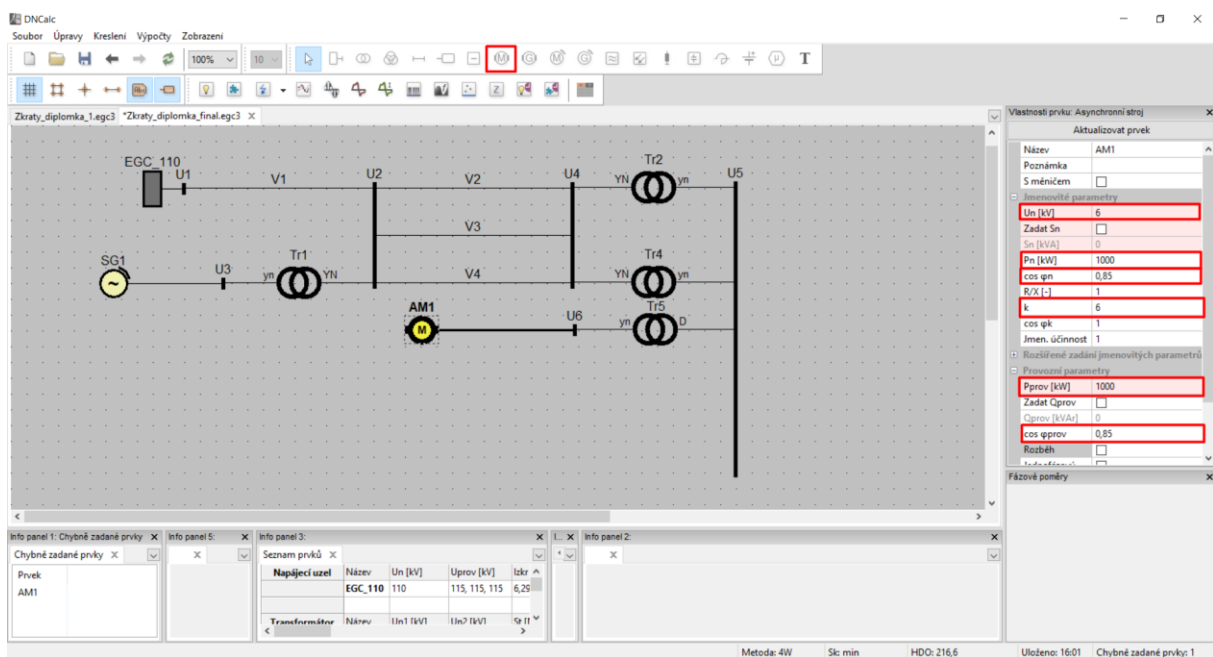 DNCalc
Soubor Úpravy Kreslení Výpočty Zobrazení
100% 10 M G M G M μ T
Z
Zkraty_diplomka_1.egc3 *Zkraty_diplomka_final.egc3 X
EGC_110
U1 V1 U2 V2 U4 YN Tr2 yn U5
V3
SG1 U3 yn Tr1 YN V4 YN Tr4 yn
AM1 M U6 yn Tr5 D
Vlastnosti prvku: Asynchronní stroj
Aktualizovat prvek
Název AM1
Poznámka
S měničem
Jmenovité parametry
Un [kV] 6
Zadat Sn
Sn [kVA] 0
Pn [kW] 1000
cos φn 0,85
R/X [-] 1
k 6
cos φk 1
Jmen. účinnost 1
Rozšířené zadání jmenovitých parametrů
Provozní parametry
Pprov [kW] 1000
Zadat Qprov
Qprov [kVAr] 0
cos φprov 0,85
Rozběh
Fázové poměry
Info panel 1: Chybně zadané prvky X Info panel 5: X Info panel 3: X I... X Info panel 2: X
Chybné zadané prvky X X Seznam prvků X X
Prvek
AM1
Napájecí uzel Název Un [kV] Uprov [kV] Izkr
EGC_110 110 115, 115, 115 6,29
Transformátor Název Un1 [kV] Un2 [kV]
Metoda: 4W Sk: min HDO: 216,6 Uloženo: 16:01 Chybné zadané prvky: 1